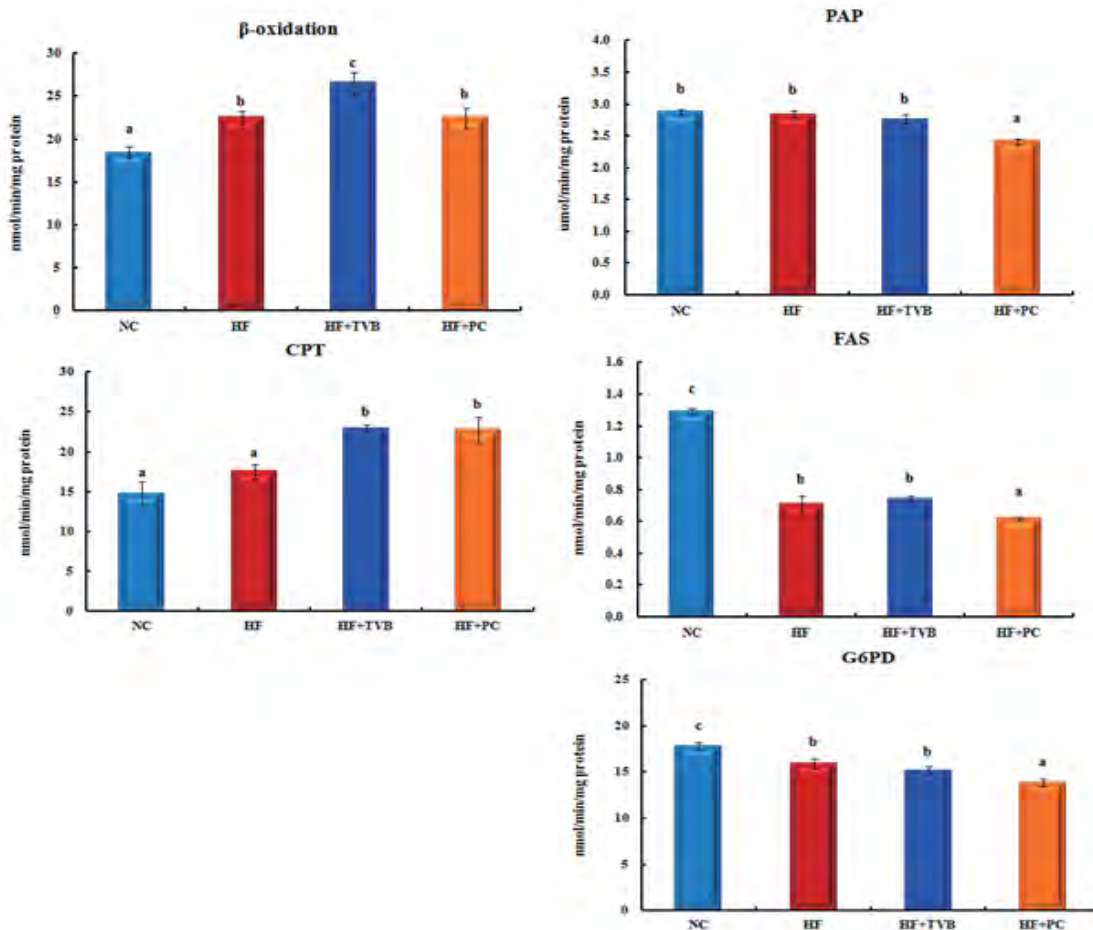 β-oxidation
nmol/min/mg protein
30
25
20
15
10
5
0
a
b
c
b
NC
HF
HF+TVB
HF+PC
PAP
umol/min/mg protein
4.0
3.5
3.0
2.5
2.0
1.5
1.0
0.5
0.0
b
b
b
a
NC
HF
HF+TVB
HF+PC
CPT
nmol/min/mg protein
30
25
20
15
10
5
0
a
a
b
b
NC
HF
HF+TVB
HF+PC
FAS
nmol/min/mg protein
1.6
1.4
1.2
1.0
0.8
0.6
0.4
0.2
0.0
c
b
b
a
NC
HF
HF+TVB
HF+PC
G6PD
nmol/min/mg protein
25
20
15
10
5
0
c
b
b
a
NC
HF
HF+TVB
HF+PC